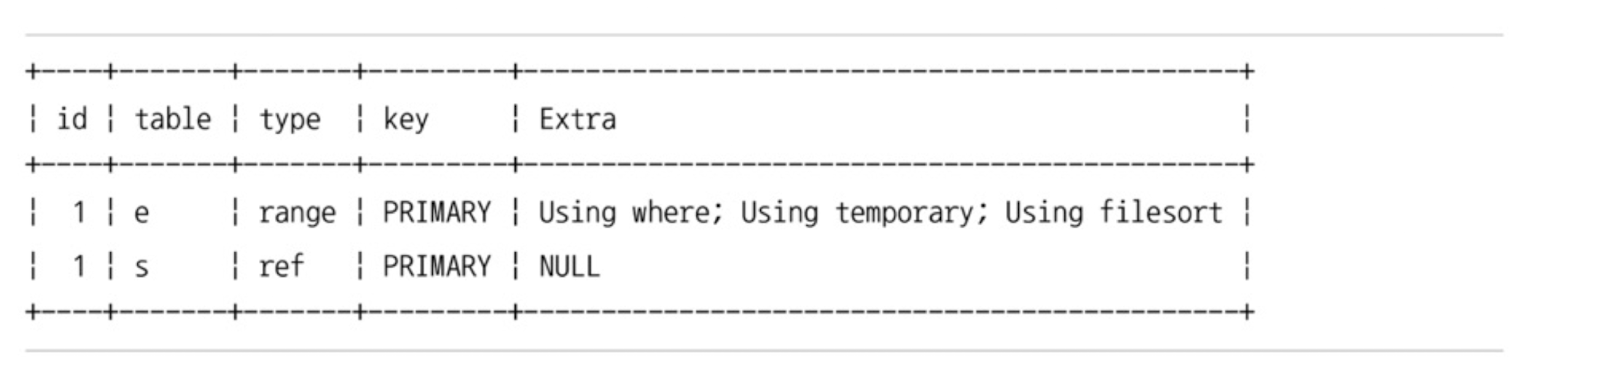 +----+-------+-------+---------+----------------------------------------------+
| id | table | type  | key     | Extra                                        |
+----+-------+-------+---------+----------------------------------------------+
|  1 | e     | range | PRIMARY | Using where; Using temporary; Using filesort |
|  1 | s     | ref   | PRIMARY | NULL                                         |
+----+-------+-------+---------+----------------------------------------------+